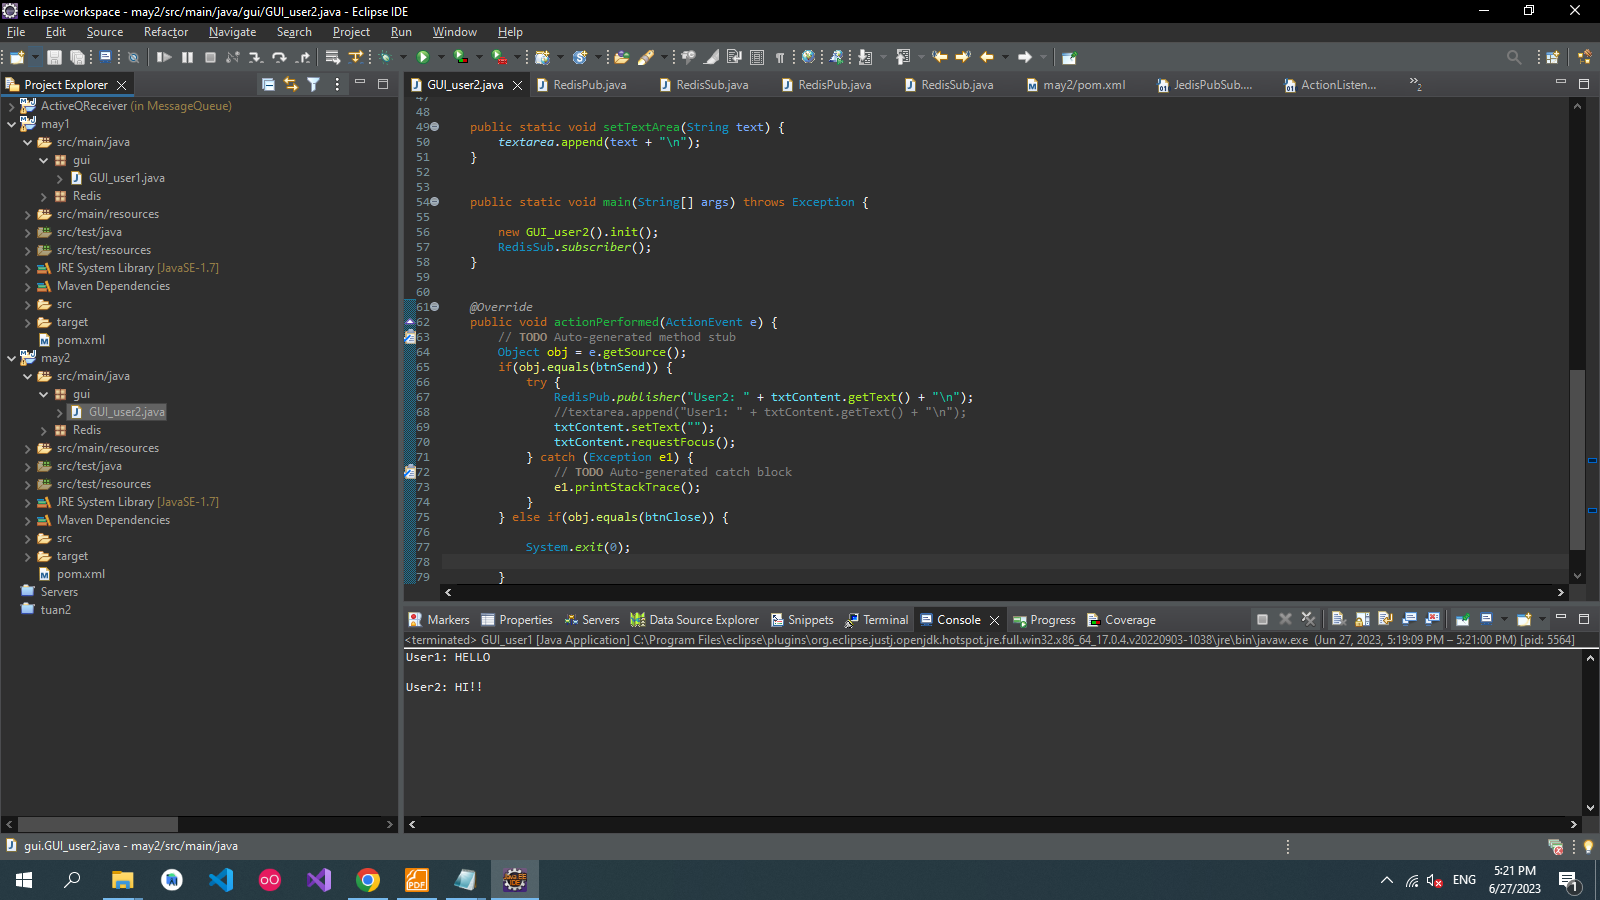 eclipse-workspace - may2/src/main/java/gui/GUI_user2.java - Eclipse IDE
File Edit Source Refactor Navigate Search Project Run Window Help
Project Explorer
GUI_user2.java RedisPub.java RedisSub.java RedisPub.java RedisSub.java may2/pom.xml JedisPubSub.... ActionListen... »2
ActiveQReceiver (in MessageQueue)
may1
src/main/java
gui
GUI_user1.java
Redis
src/main/resources
src/test/java
src/test/resources
JRE System Library [JavaSE-1.7]
Maven Dependencies
src
target
pom.xml
may2
src/main/java
gui
GUI_user2.java
Redis
src/main/resources
src/test/java
src/test/resources
JRE System Library [JavaSE-1.7]
Maven Dependencies
src
target
pom.xml
Servers
tuan2
47
48
49 public static void setTextArea(String text) {
50 textarea.append(text + "\n");
51 }
52
53
54 public static void main(String[] args) throws Exception {
55
56 new GUI_user2().init();
57 RedisSub.subscriber();
58 }
59
60
61 @Override
62 public void actionPerformed(ActionEvent e) {
63 // TODO Auto-generated method stub
64 Object obj = e.getSource();
65 if(obj.equals(btnSend)) {
66 try {
67 RedisPub.publisher("User2: " + txtContent.getText() + "\n");
68 //textarea.append("User1: " + txtContent.getText() + "\n");
69 txtContent.setText("");
70 txtContent.requestFocus();
71 } catch (Exception e1) {
72 // TODO Auto-generated catch block
73 e1.printStackTrace();
74 }
75 } else if(obj.equals(btnClose)) {
76
77 System.exit(0);
78
79 }
Markers Properties Servers Data Source Explorer Snippets Terminal Console Progress Coverage
<terminated> GUI_user1 [Java Application] C:\Program Files\eclipse\plugins\org.eclipse.justj.openjdk.hotspot.jre.full.win32.x86_64_17.0.4.v20220903-1038\jre\bin\javaw.exe (Jun 27, 2023, 5:19:09 PM – 5:21:00 PM) [pid: 5564]
User1: HELLO
User2: HI!!
gui.GUI_user2.java - may2/src/main/java
ENG
5:21 PM
6/27/2023
1